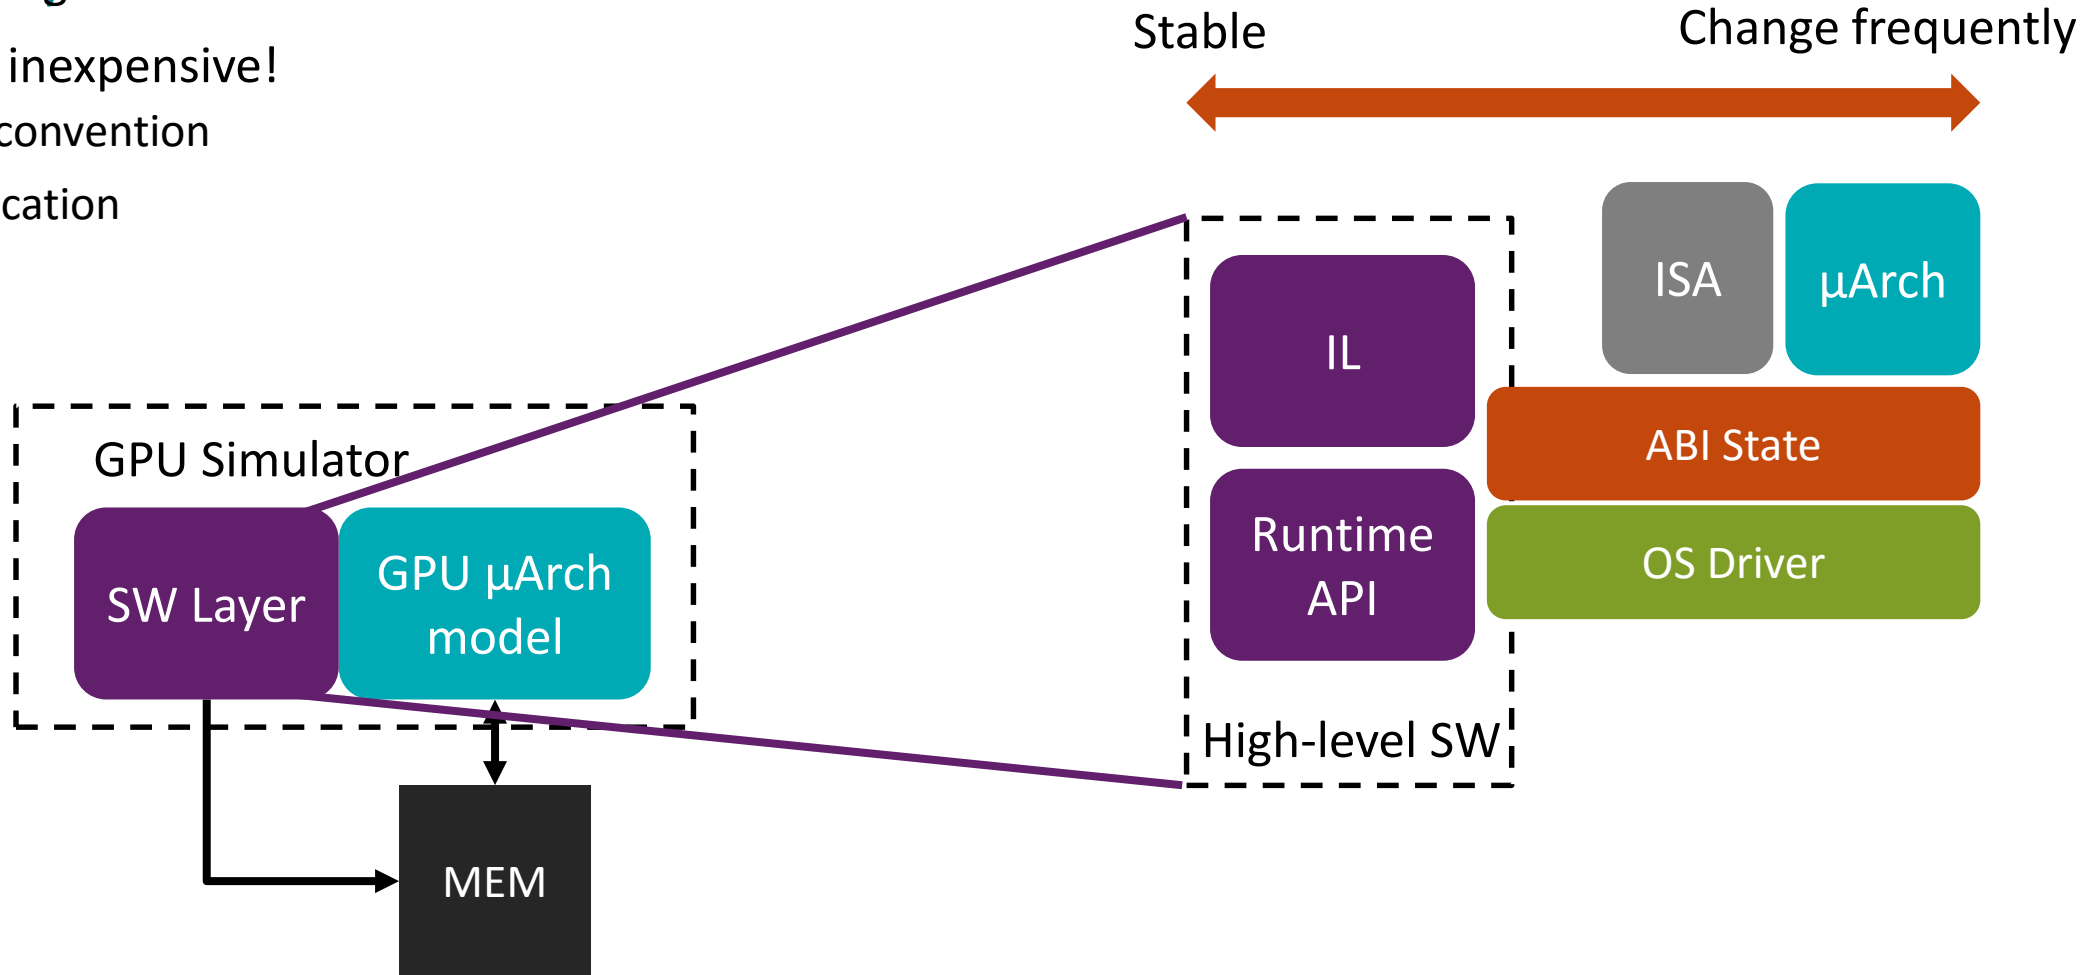 inexpensive!
convention
cation
Stable
Change frequently
ISA
µArch
IL
ABI State
Runtime
API
OS Driver
High-level SW
GPU Simulator
SW Layer
GPU µArch
model
MEM